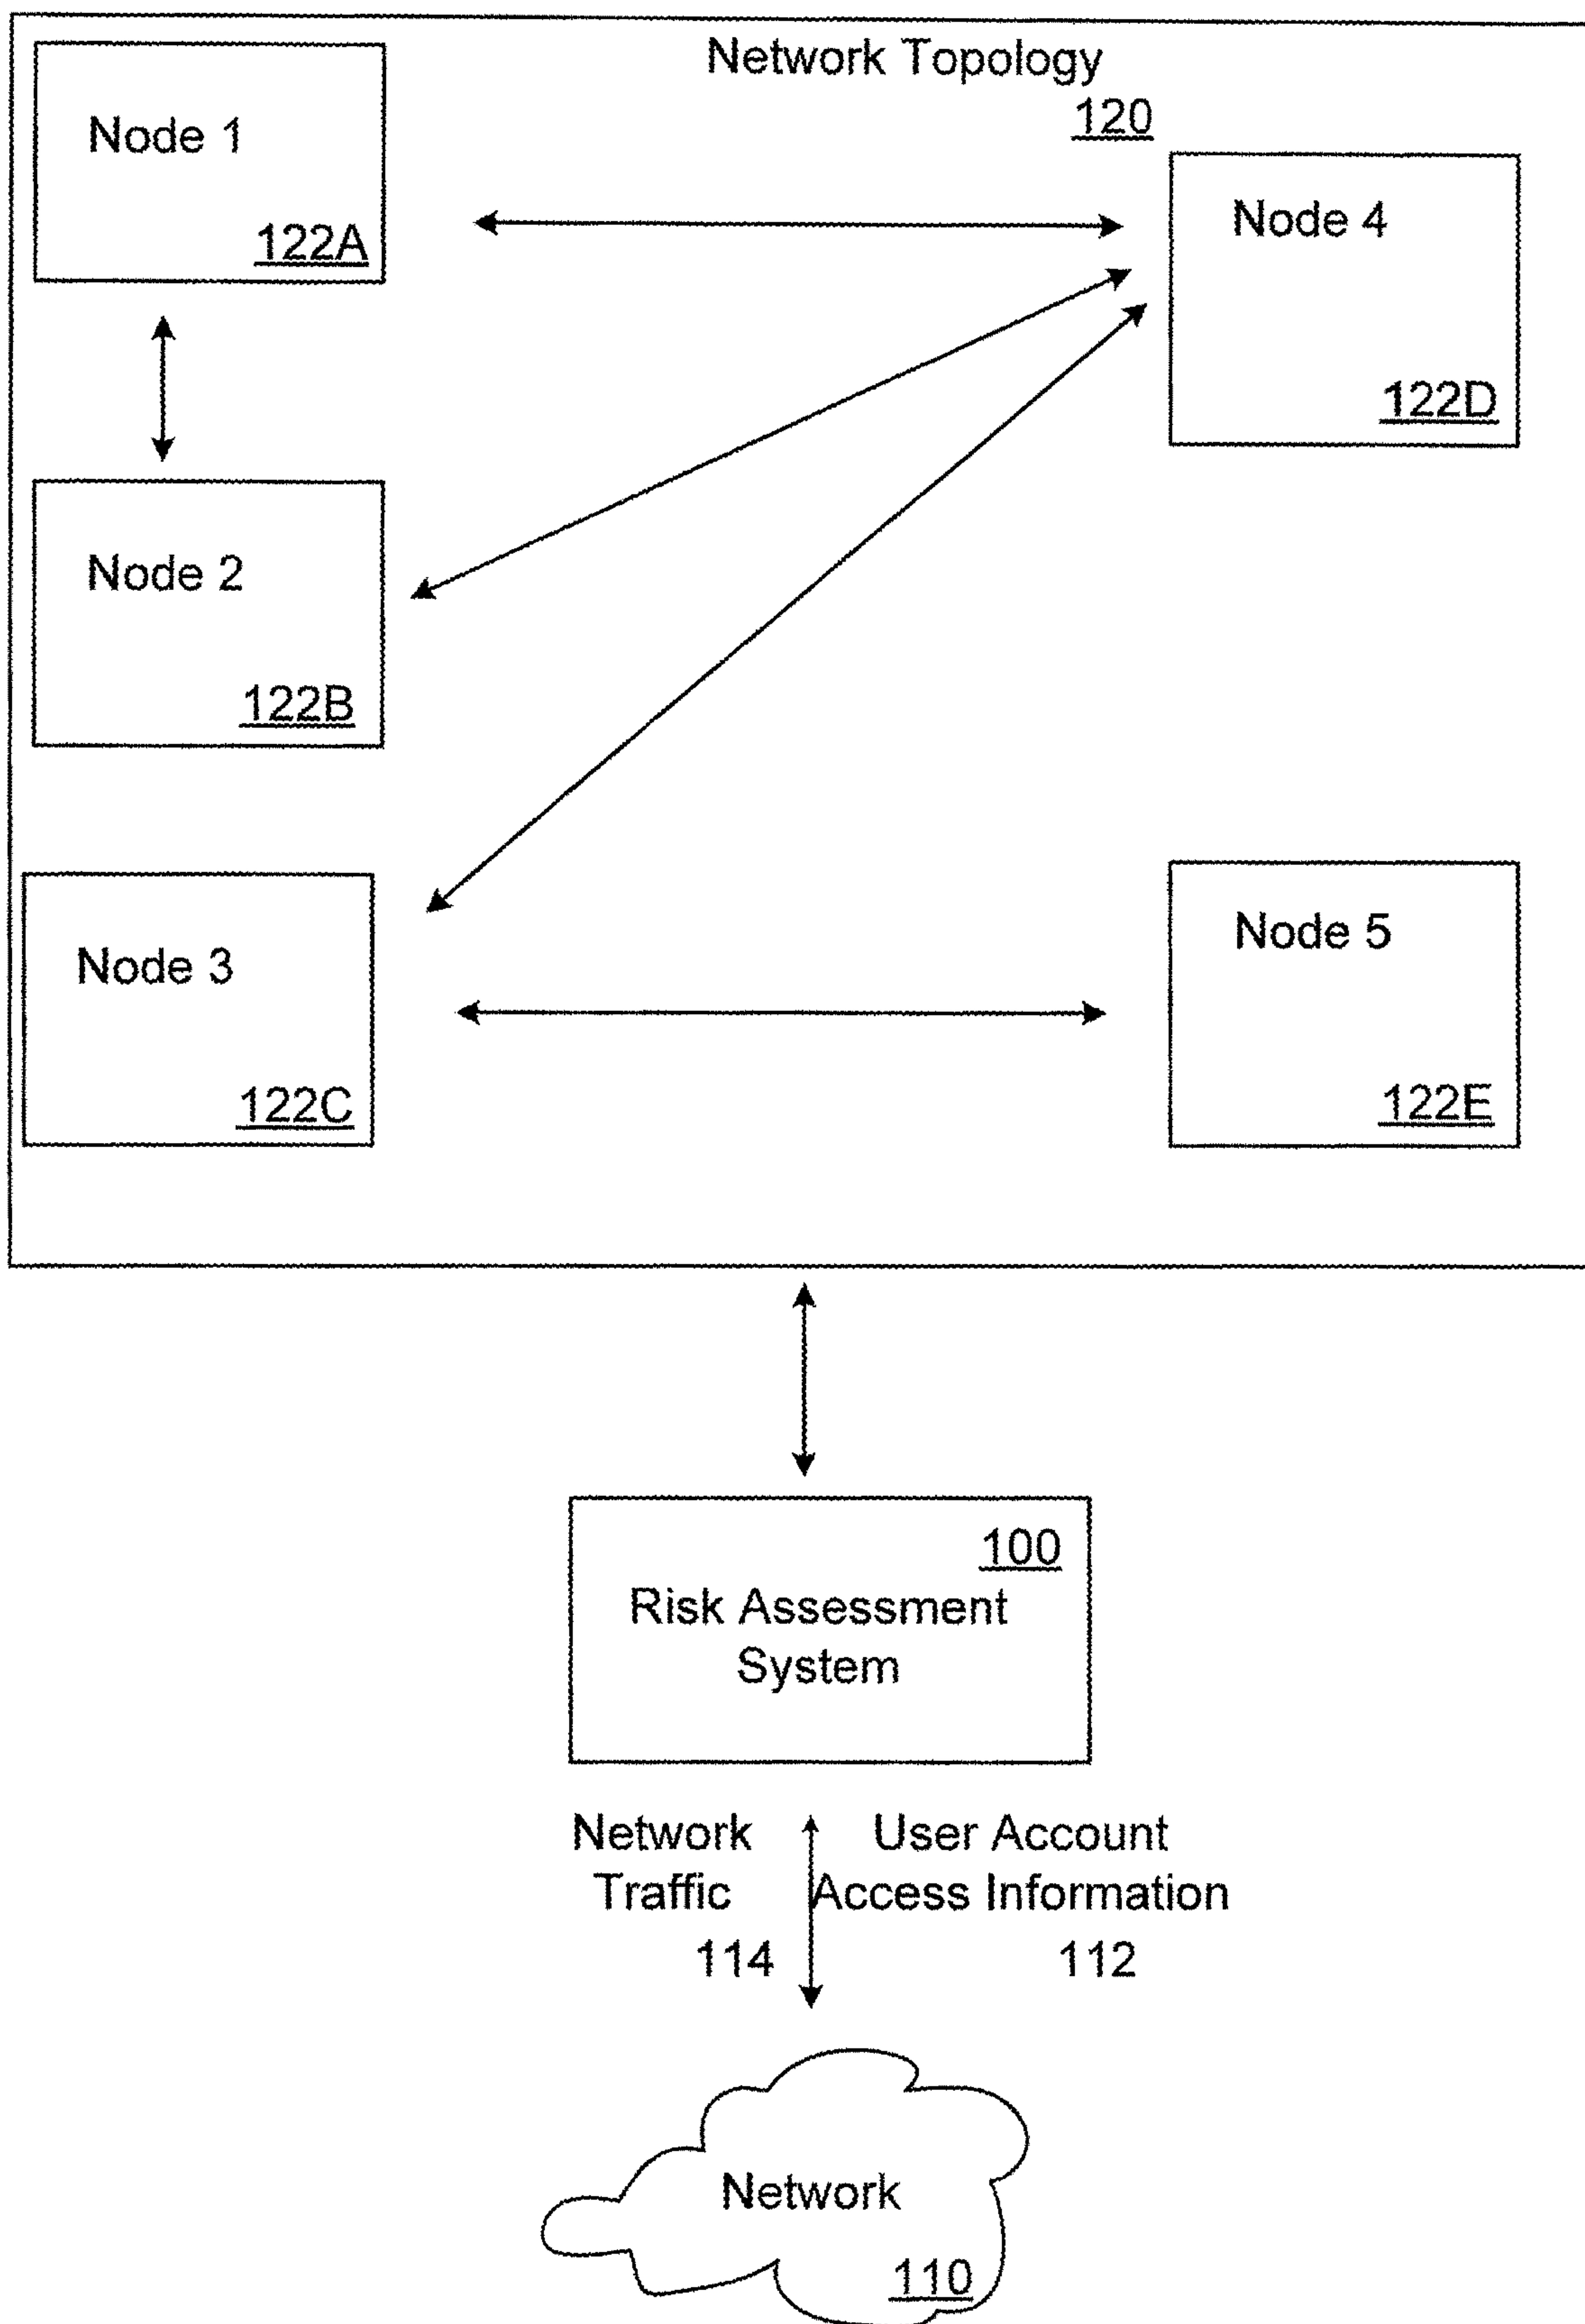 Network Topology
120
Node 1
122A
Node 4
122D
Node 2
122B
Node 3
122C
Node 5
122E
100
Risk Assessment
System
Network
Traffic
114
User Account
Access Information
112
Network
110